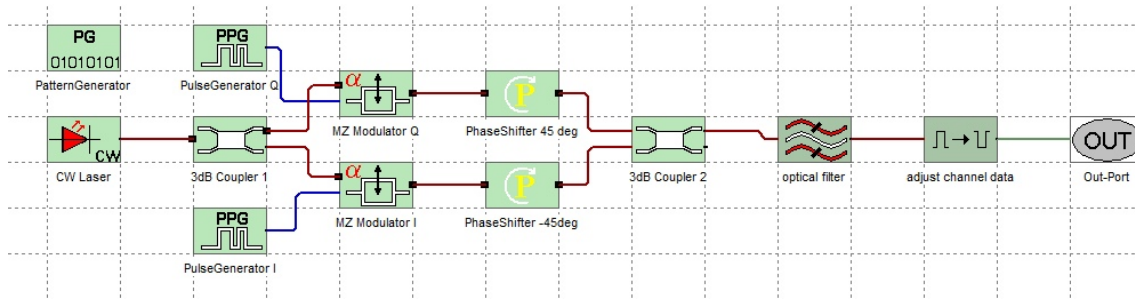 PG
01010101
PatternGenerator
PPG
PulseGenerator Q
α
MZ Modulator Q
P
PhaseShifter 45 deg
CW
CW Laser
3dB Coupler 1
3dB Coupler 2
optical filter
adjust channel data
OUT
Out-Port
α
MZ Modulator I
P
PhaseShifter -45deg
PPG
PulseGenerator I